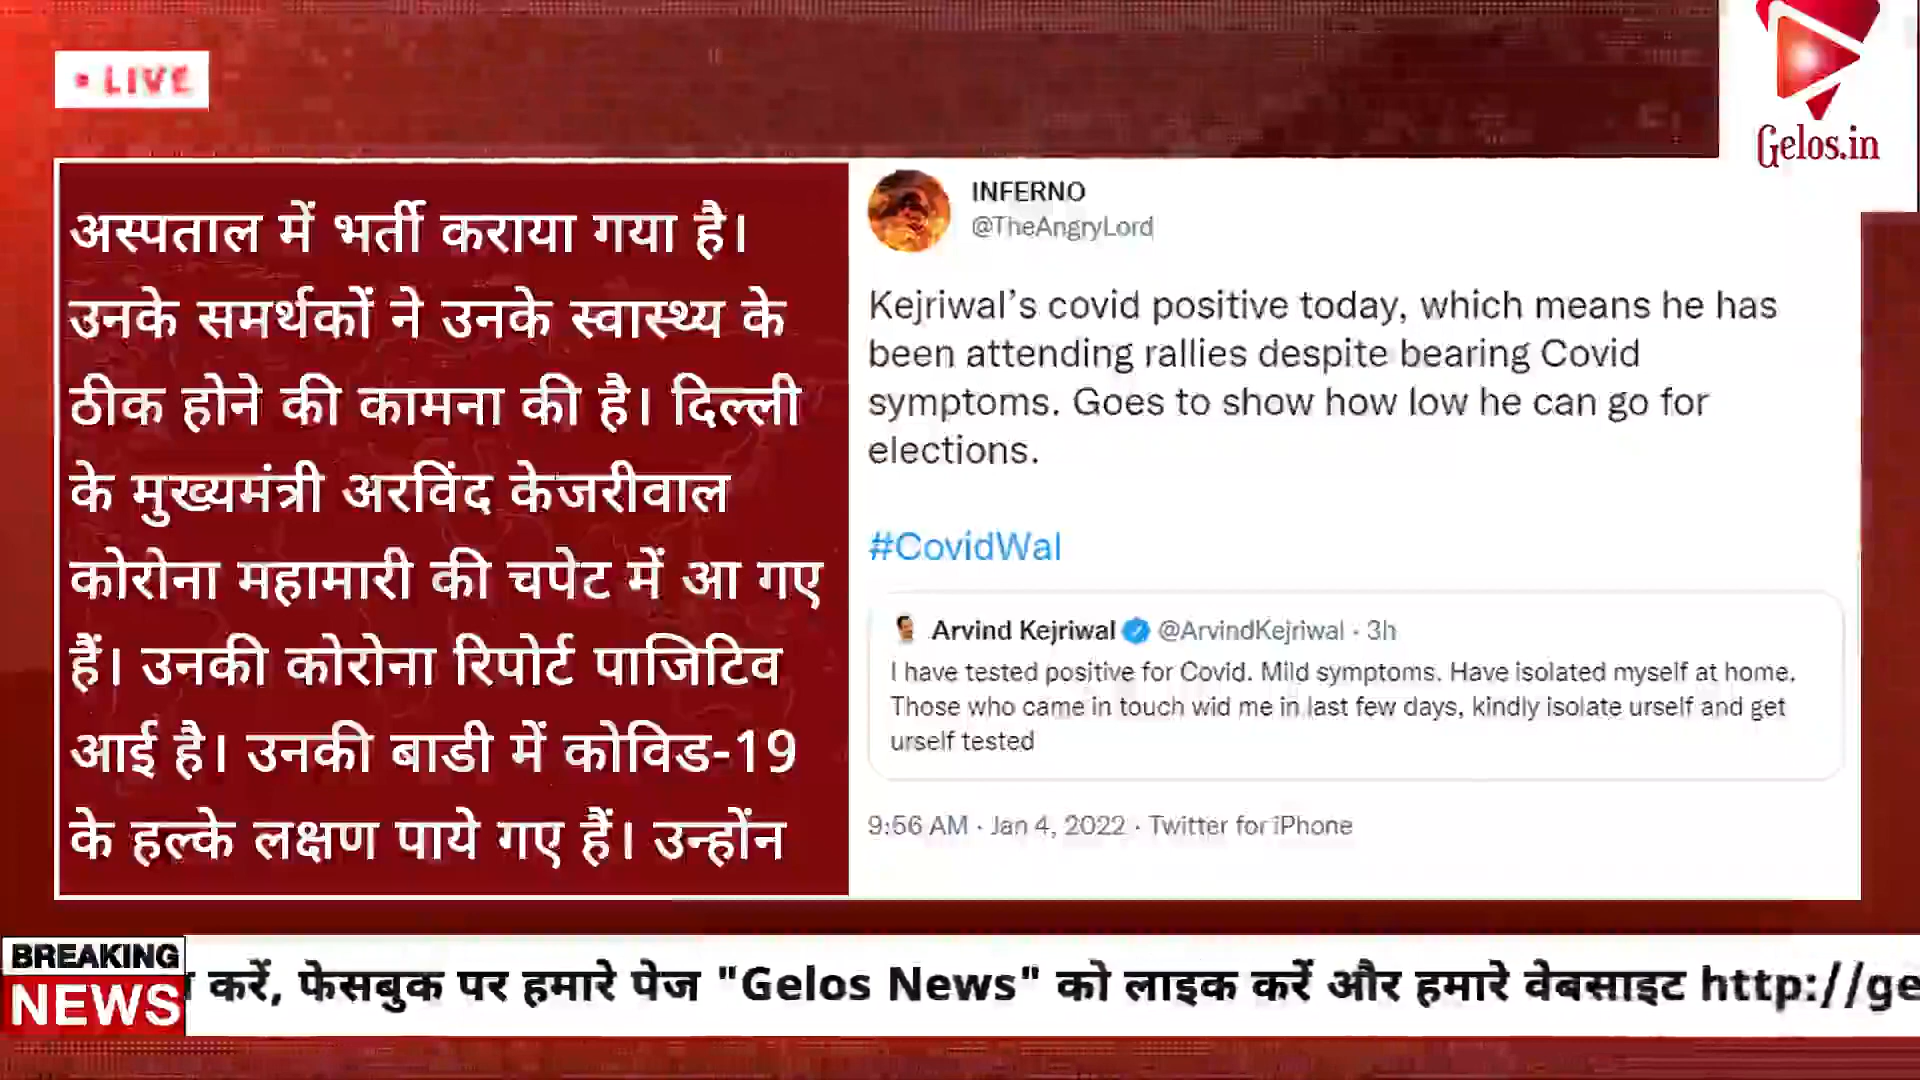 LIVE
Gelos.in
अस्पताल में भर्ती कराया गया है।
उनके समर्थकों ने उनके स्वास्थ्य के
ठीक होने की कामना की है। दिल्ली
के मुख्यमंत्री अरविंद केजरीवाल
कोरोना महामारी की चपेट में आ गए
हैं। उनकी कोरोना रिपोर्ट पाजिटिव
आई है। उनकी बाडी में कोविड-19
के हल्के लक्षण पाये गए हैं। उन्होंन
INFERNO
@TheAngryLord
Kejriwal’s covid positive today, which means he has
been attending rallies despite bearing Covid
symptoms. Goes to show how low he can go for
elections.
#CovidWal
Arvind Kejriwal @ArvindKejriwal · 3h
I have tested positive for Covid. Mild symptoms. Have isolated myself at home.
Those who came in touch wid me in last few days, kindly isolate urself and get
urself tested
9:56 AM · Jan 4, 2022 · Twitter for iPhone
BREAKING
NEWS
करें, फेसबुक पर हमारे पेज "Gelos News" को लाइक करें और हमारे वेबसाइट http://ge